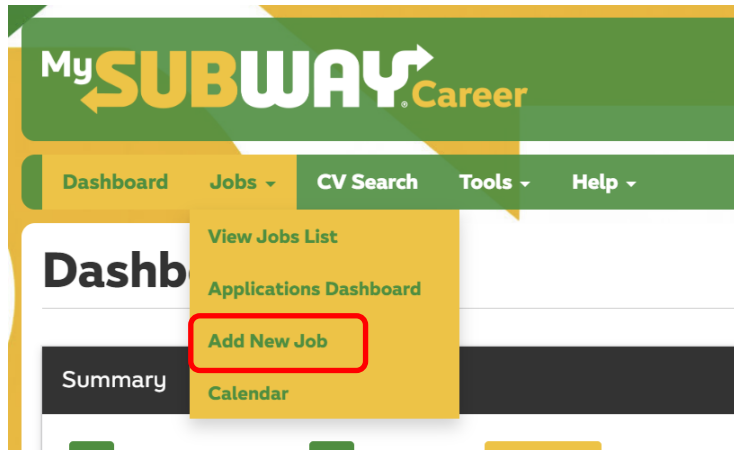 My SUBWAY® Career
Dashboard Jobs CV Search Tools Help
View Jobs List
Dashb
Applications Dashboard
Add New Job
Summary
Calendar